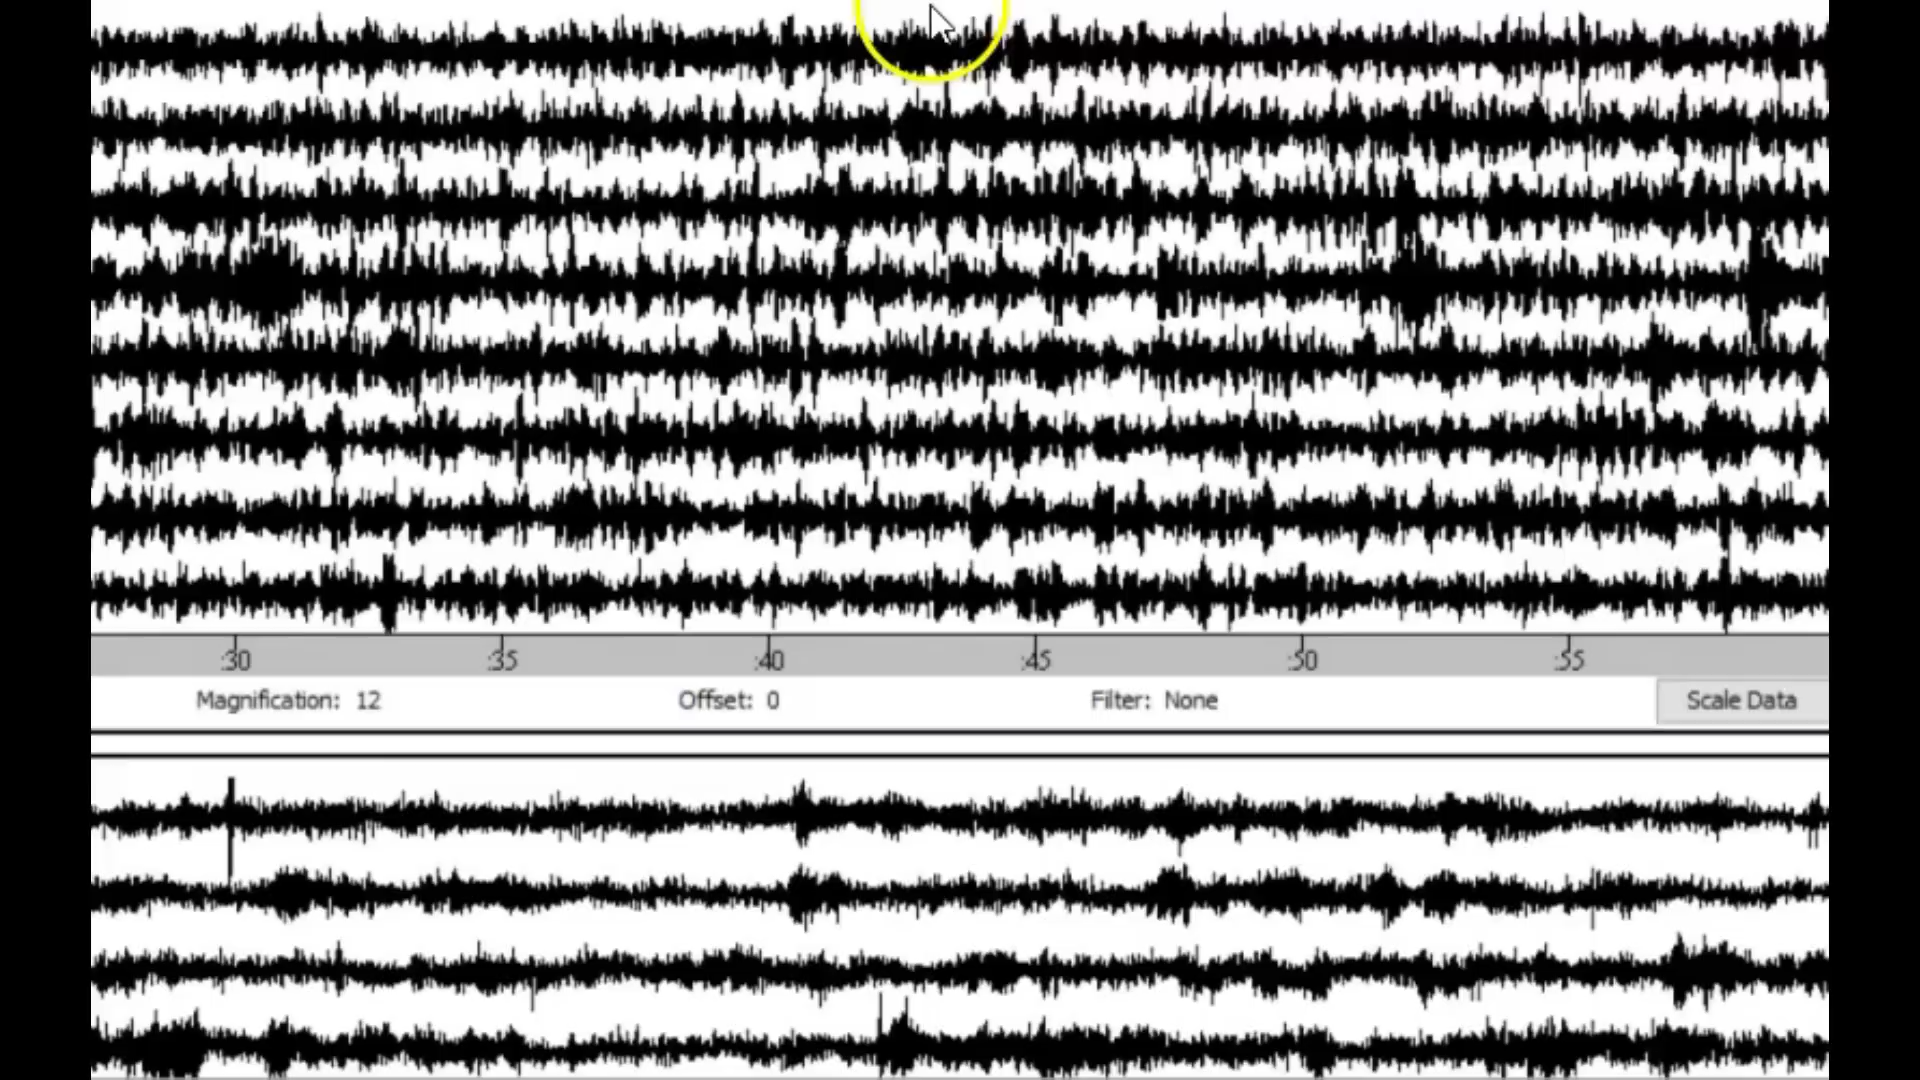 :30 :35 :40 :45 :50 :55
Magnification: 12 Offset: 0 Filter: None Scale Data